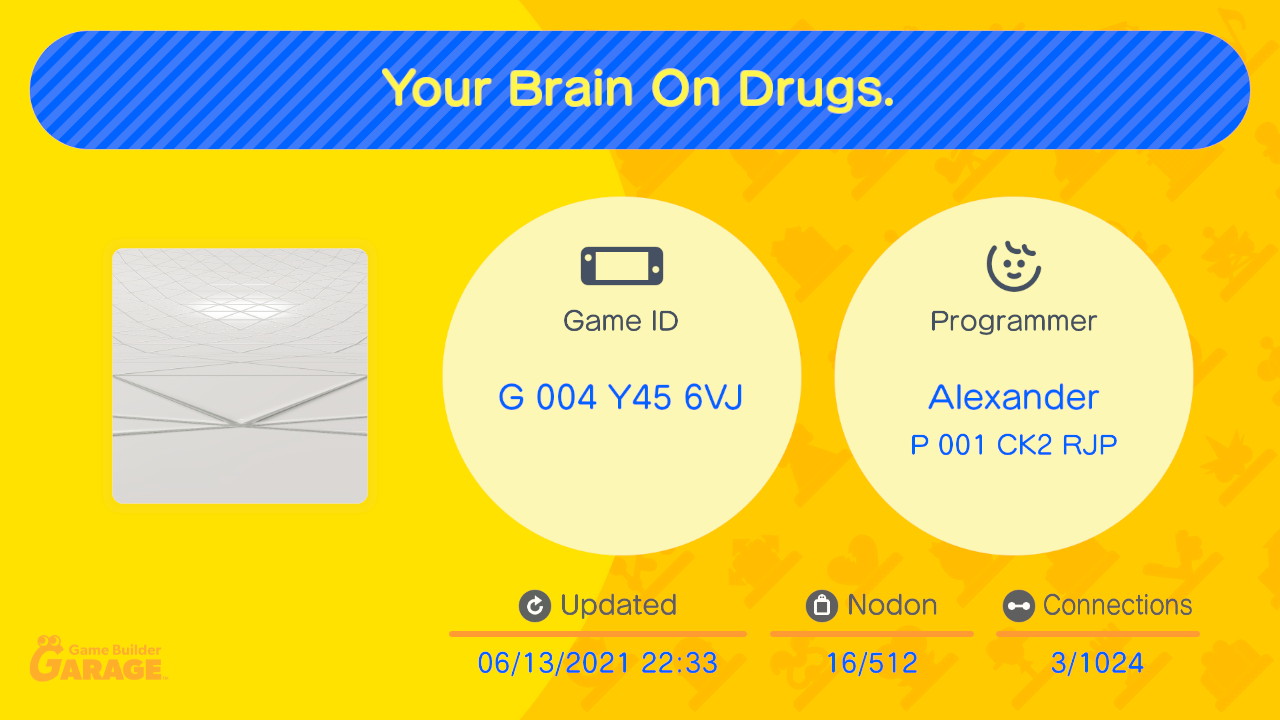 Your Brain On Drugs.
Game ID
G 004 Y45 6VJ
Programmer
Alexander
P 001 CK2 RJP
Updated
06/13/2021 22:33
Nodon
16/512
Connections
3/1024
Game Builder
GARAGE